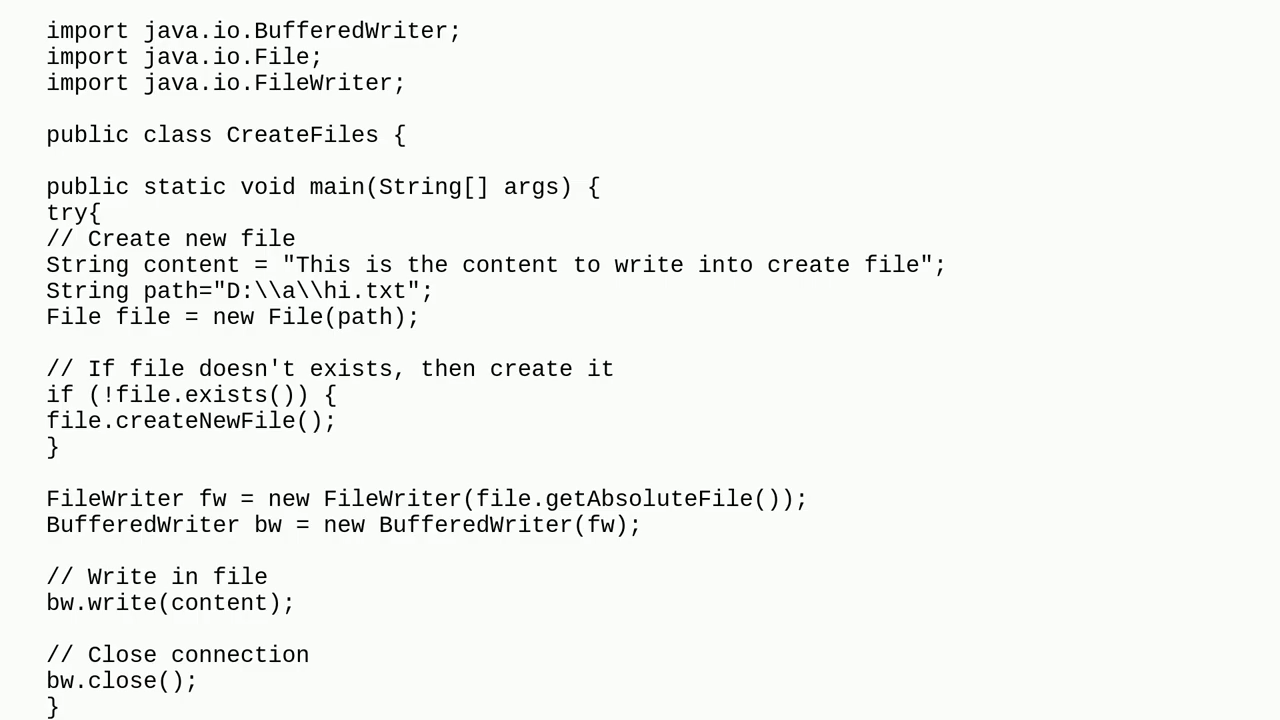 import java.io.BufferedWriter;
import java.io.File;
import java.io.FileWriter;
public class CreateFiles {
public static void main(String[] args) {
try{
// Create new file
String content = "This is the content to write into create file";
String path="D:\\a\\hi.txt";
File file = new File(path);
// If file doesn't exists, then create it
if (!file.exists()) {
file.createNewFile();
}
FileWriter fw = new FileWriter(file.getAbsoluteFile());
BufferedWriter bw = new BufferedWriter(fw);
// Write in file
bw.write(content);
// Close connection
bw.close();
}